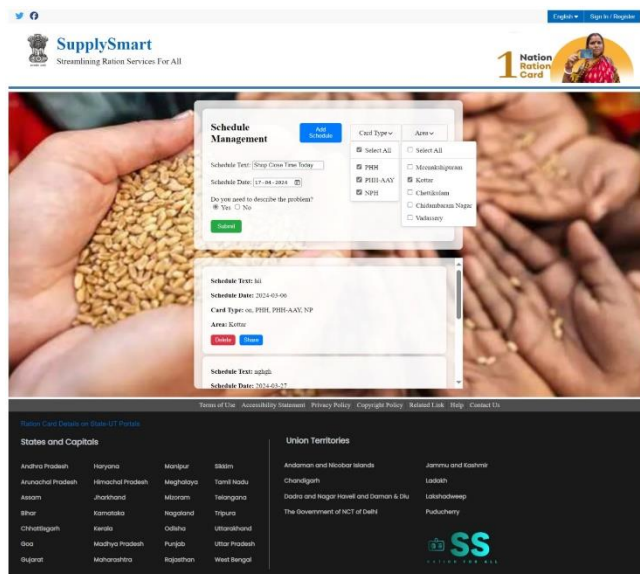 English
Sign In / Register
SupplySmart
Streamlining Ration Services For All
1 Nation
Ration
Card
Schedule
Management
Add
Schedule
Card Type
Area
Select All
PHH
PHH-AAY
NPH
Select All
Meenakshipuram
Kottar
Chettikulam
Chidambaram Nagar
Vadassery
Schedule Text: Shop Close Time Today
Schedule Date: 17-04-2024
Do you need to describe the problem?
Yes No
Submit
Schedule Text: hii
Schedule Date: 2024-03-06
Card Type: on, PHH, PHH-AAY, NP
Area: Kottar
Delete Share
Schedule Text:
Schedule Date: 2024-03-27
Terms of Use Accessibility Statement Privacy Policy Copyright Policy Related Link Help Contact Us
Ration Card Details on State-UT Portals
States and Capitals
Andhra Pradesh Haryana Manipur Sikkim
Arunachal Pradesh Himachal Pradesh Meghalaya Tamil Nadu
Assam Jharkhand Mizoram Telangana
Bihar Karnataka Nagaland Tripura
Chhattisgarh Kerala Odisha Uttarakhand
Goa Madhya Pradesh Punjab Uttar Pradesh
Gujarat Maharashtra Rajasthan West Bengal
Union Territories
Andaman and Nicobar Islands Jammu and Kashmir
Chandigarh Ladakh
Dadra and Nagar Haveli and Daman & Diu Lakshadweep
The Government of NCT of Delhi Puducherry
SS
RATION FOR ALL